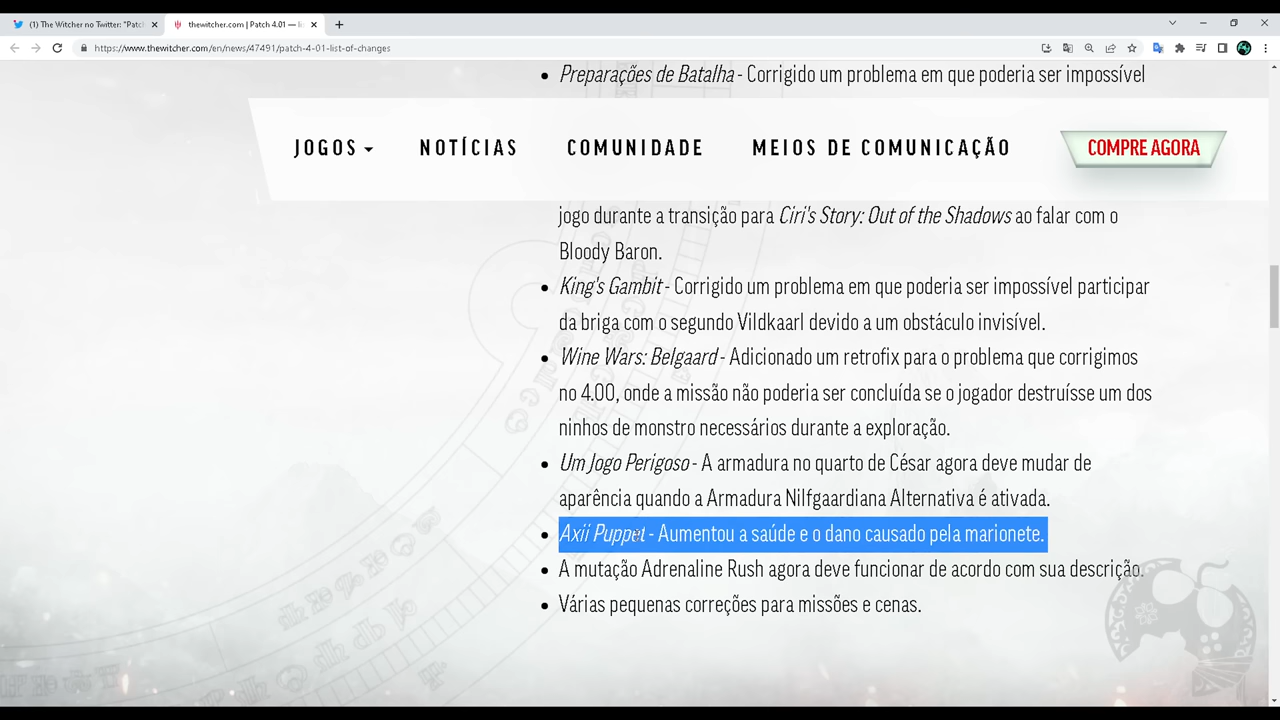 (1) The Witcher no Twitter: "Patc
thewitcher.com | Patch 4.01 — li
https://www.thewitcher.com/en/news/47491/patch-4-01-list-of-changes
Preparações de Batalha - Corrigido um problema em que poderia ser impossível
JOGOS NOTÍCIAS COMUNIDADE MEIOS DE COMUNICAÇÃO COMPRE AGORA
jogo durante a transição para Ciri's Story: Out of the Shadows ao falar com o
Bloody Baron.
King's Gambit - Corrigido um problema em que poderia ser impossível participar
da briga com o segundo Vildkaarl devido a um obstáculo invisível.
Wine Wars: Belgaard - Adicionado um retrofix para o problema que corrigimos
no 4.00, onde a missão não poderia ser concluída se o jogador destruísse um dos
ninhos de monstro necessários durante a exploração.
Um Jogo Perigoso - A armadura no quarto de César agora deve mudar de
aparência quando a Armadura Nilfgaardiana Alternativa é ativada.
Axii Puppet - Aumentou a saúde e o dano causado pela marionete.
A mutação Adrenaline Rush agora deve funcionar de acordo com sua descrição.
Várias pequenas correções para missões e cenas.